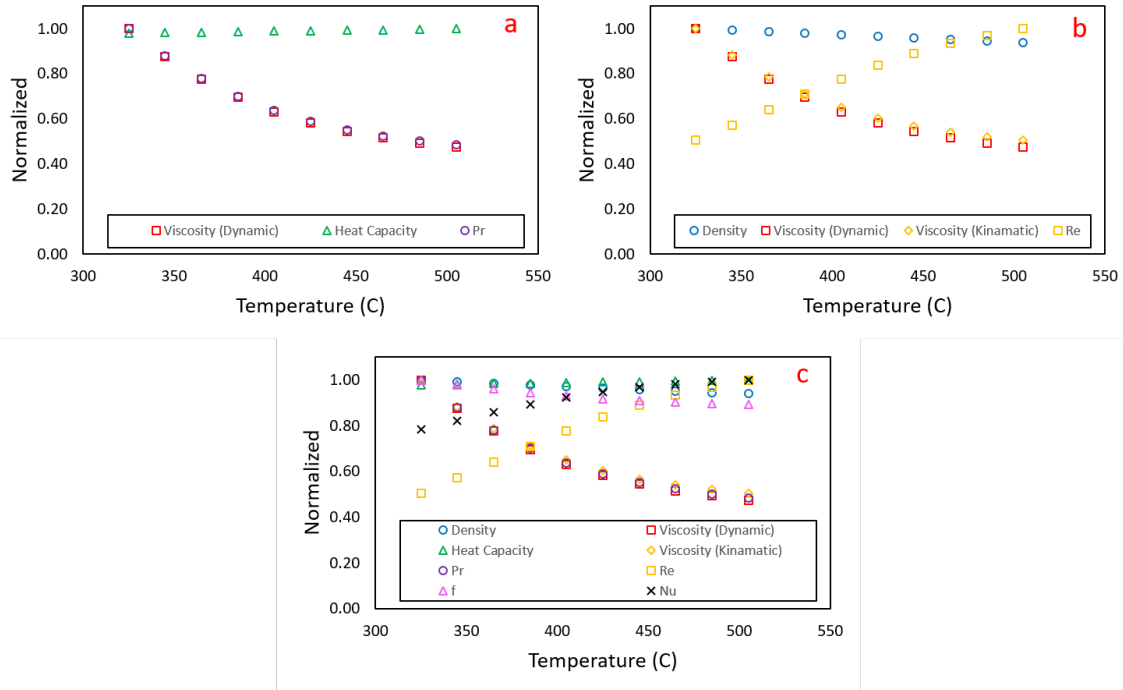 a
1.00
0.80
0.60
0.40
0.20
0.00
Normalized
Viscosity (Dynamic) Heat Capacity Pr
300 350 400 450 500 550
Temperature (C)
b
1.00
0.80
0.60
0.40
0.20
0.00
Normalized
Density Viscosity (Dynamic) Viscosity (Kinamatic) Re
300 350 400 450 500 550
Temperature (C)
c
1.00
0.80
0.60
0.40
0.20
0.00
Normalized
Density Viscosity (Dynamic)
Heat Capacity Viscosity (Kinamatic)
Pr Re
f Nu
300 350 400 450 500 550
Temperature (C)